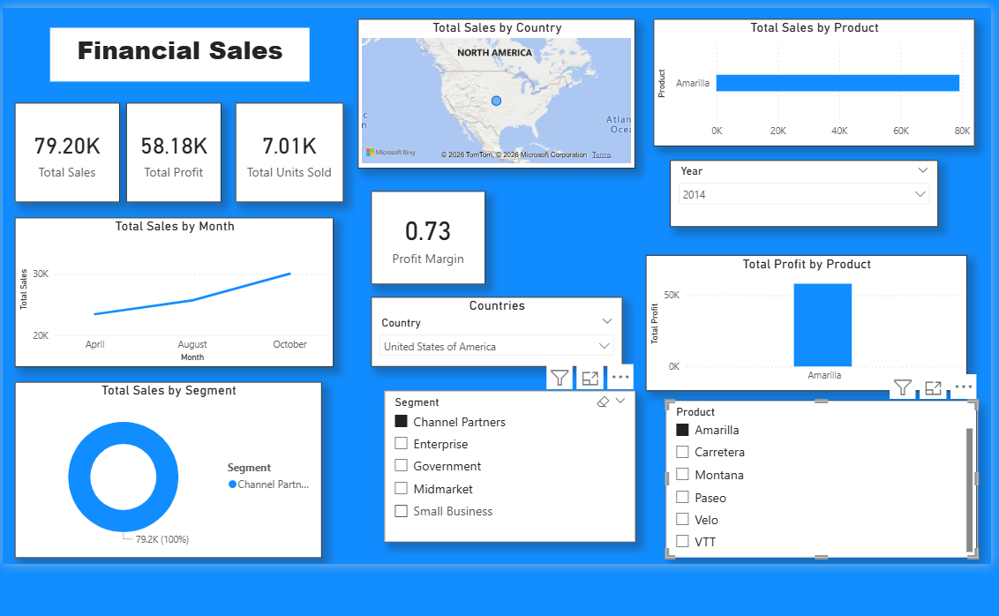 Financial Sales
79.20K
Total Sales
58.18K
Total Profit
7.01K
Total Units Sold
Total Sales by Month
Total Sales
30K
20K
April
August
October
Month
Total Sales by Segment
Segment
Channel Partn...
79.2K (100%)
Total Sales by Country
NORTH AMERICA
c
n
Atlan
Ocea
Microsoft Bing
© 2026 TomTom, © 2026 Microsoft Corporation Terms
0.73
Profit Margin
Countries
Country
United States of America
Segment
Channel Partners
Enterprise
Government
Midmarket
Small Business
Total Sales by Product
Product
Amarilla
0K
20K
40K
60K
80K
Year
2014
Total Profit by Product
Total Profit
50K
0K
Amarilla
Product
Amarilla
Carretera
Montana
Paseo
Velo
VTT